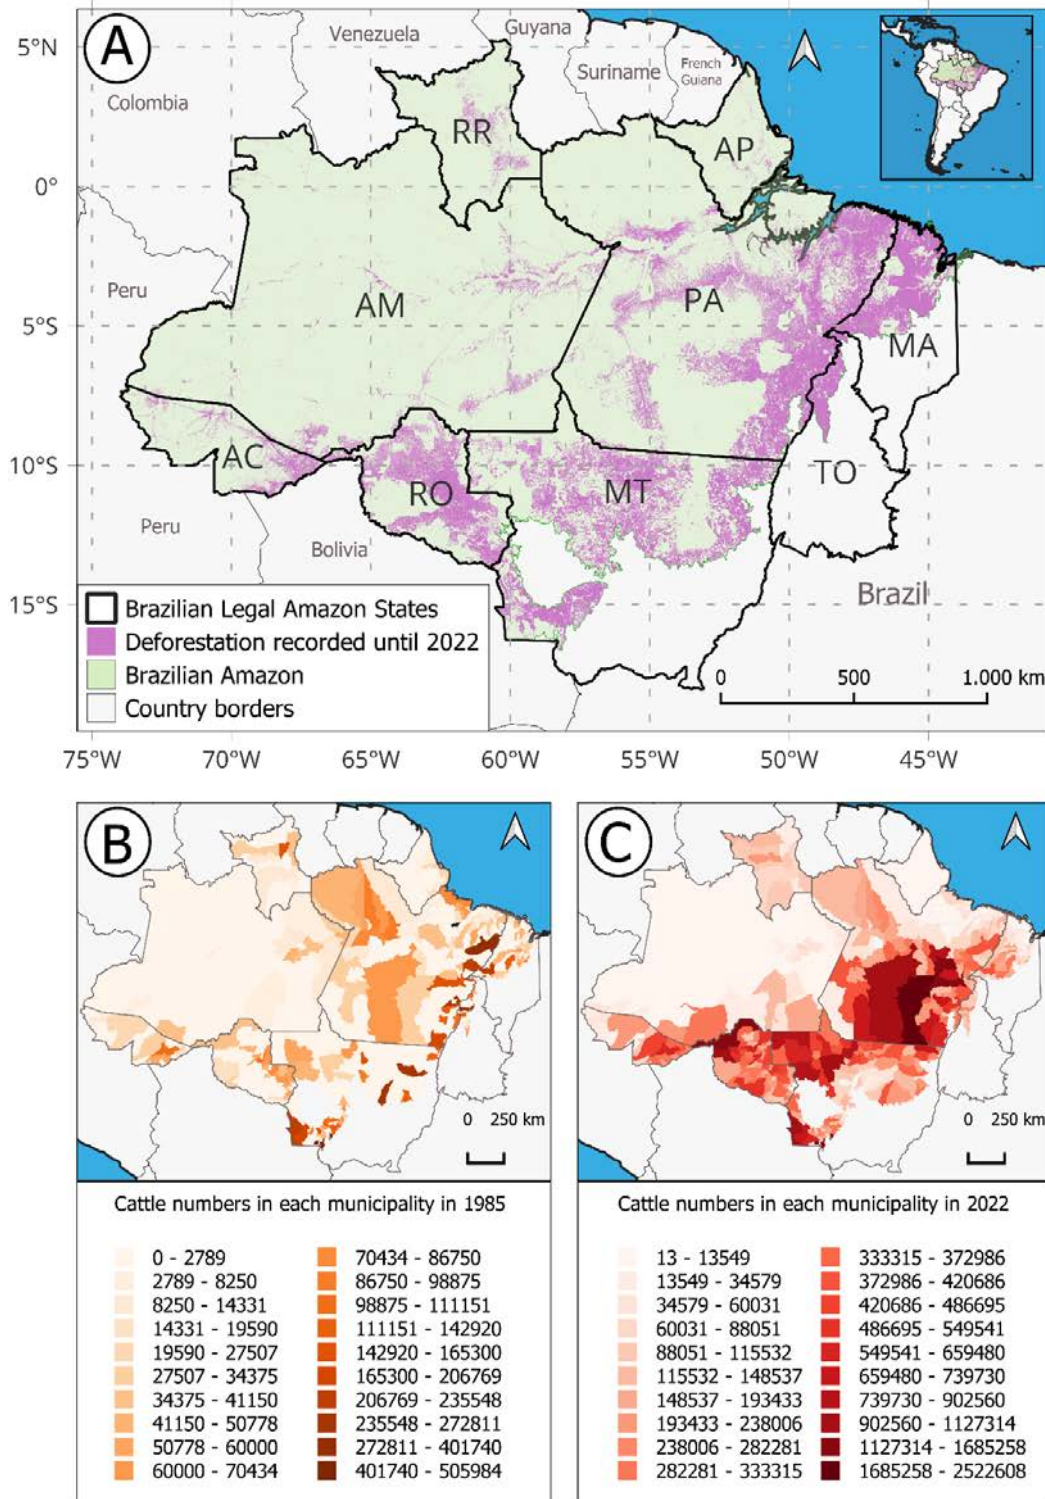 A
5°N
0°
5°S
10°S
15°S
Venezuela
Guyana
Suriname
French
Guiana
Colombia
RR
AP
Peru
AM
PA
MA
AC
RO
MT
TO
Peru
Bolivia
Brazil
Brazilian Legal Amazon States
Deforestation recorded until 2022
Brazilian Amazon
Country borders
0 500 1.000 km
75°W 70°W 65°W 60°W 55°W 50°W 45°W
B
0 250 km
Cattle numbers in each municipality in 1985
0 - 2789
2789 - 8250
8250 - 14331
14331 - 19590
19590 - 27507
27507 - 34375
34375 - 41150
41150 - 50778
50778 - 60000
60000 - 70434
70434 - 86750
86750 - 98875
98875 - 111151
111151 - 142920
142920 - 165300
165300 - 206769
206769 - 235548
235548 - 272811
272811 - 401740
401740 - 505984
C
0 250 km
Cattle numbers in each municipality in 2022
13 - 13549
13549 - 34579
34579 - 60031
60031 - 88051
88051 - 115532
115532 - 148537
148537 - 193433
193433 - 238006
238006 - 282281
282281 - 333315
333315 - 372986
372986 - 420686
420686 - 486695
486695 - 549541
549541 - 659480
659480 - 739730
739730 - 902560
902560 - 1127314
1127314 - 1685258
1685258 - 2522608